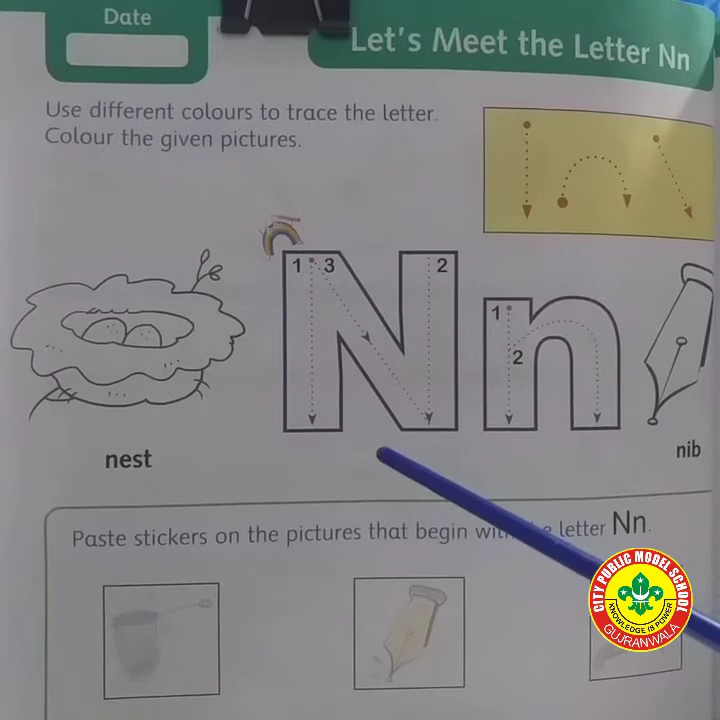 Date
Let's Meet the Letter Nn
Use different colours to trace the letter.
Colour the given pictures.
1 3 2
1
2
nest
nib
Paste stickers on the pictures that begin with the letter Nn.
CITY PUBLIC MODEL SCHOOL
KNOWLEDGE IS POWER
GUJRANWALA